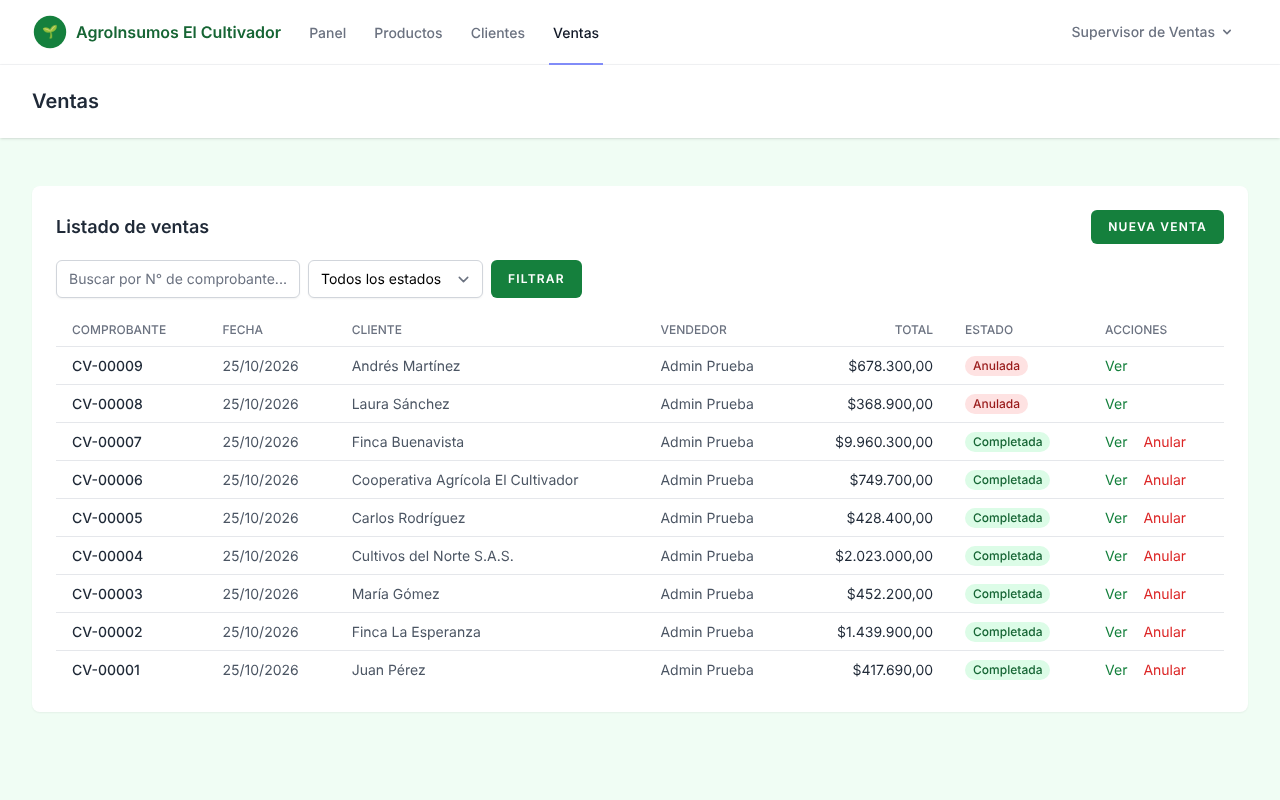 AgroInsumos El Cultivador Panel Productos Clientes Ventas Supervisor de Ventas
Ventas
Listado de ventas NUEVA VENTA
Buscar por N° de comprobante... Todos los estados FILTRAR
COMPROBANTE FECHA CLIENTE VENDEDOR TOTAL ESTADO ACCIONES
CV-00009 25/10/2026 Andrés Martínez Admin Prueba $678.300,00 Anulada Ver
CV-00008 25/10/2026 Laura Sánchez Admin Prueba $368.900,00 Anulada Ver
CV-00007 25/10/2026 Finca Buenavista Admin Prueba $9.960.300,00 Completada Ver Anular
CV-00006 25/10/2026 Cooperativa Agrícola El Cultivador Admin Prueba $749.700,00 Completada Ver Anular
CV-00005 25/10/2026 Carlos Rodríguez Admin Prueba $428.400,00 Completada Ver Anular
CV-00004 25/10/2026 Cultivos del Norte S.A.S. Admin Prueba $2.023.000,00 Completada Ver Anular
CV-00003 25/10/2026 María Gómez Admin Prueba $452.200,00 Completada Ver Anular
CV-00002 25/10/2026 Finca La Esperanza Admin Prueba $1.439.900,00 Completada Ver Anular
CV-00001 25/10/2026 Juan Pérez Admin Prueba $417.690,00 Completada Ver Anular